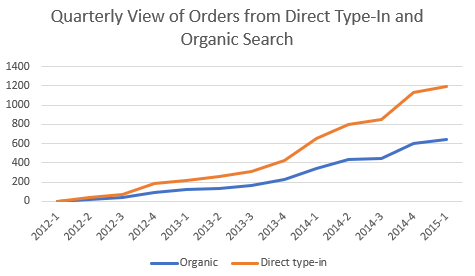 Quarterly View of Orders from Direct Type-In and
Organic Search
1400
1200
1000
800
600
400
200
0
2012-1 2012-2 2012-3 2012-4 2013-1 2013-2 2013-3 2013-4 2014-1 2014-2 2014-3 2014-4 2015-1
Organic Direct type-in